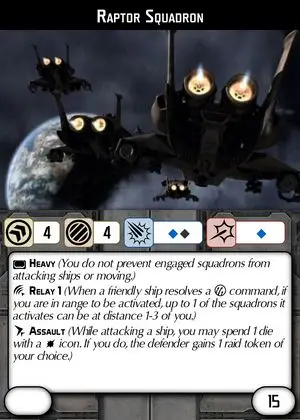 RAPTOR SQUADRON
4
4
HEAVY (You do not prevent engaged squadrons from
attacking ships or moving.)
RELAY 1 (When a friendly ship resolves a command, if
you are in range to be activated, up to 1 of the squadrons it
activates can be at distance 1-3 of you.)
ASSAULT (While attacking a ship, you may spend 1 die
with a icon. If you do, the defender gains 1 raid token of
your choice.)
15